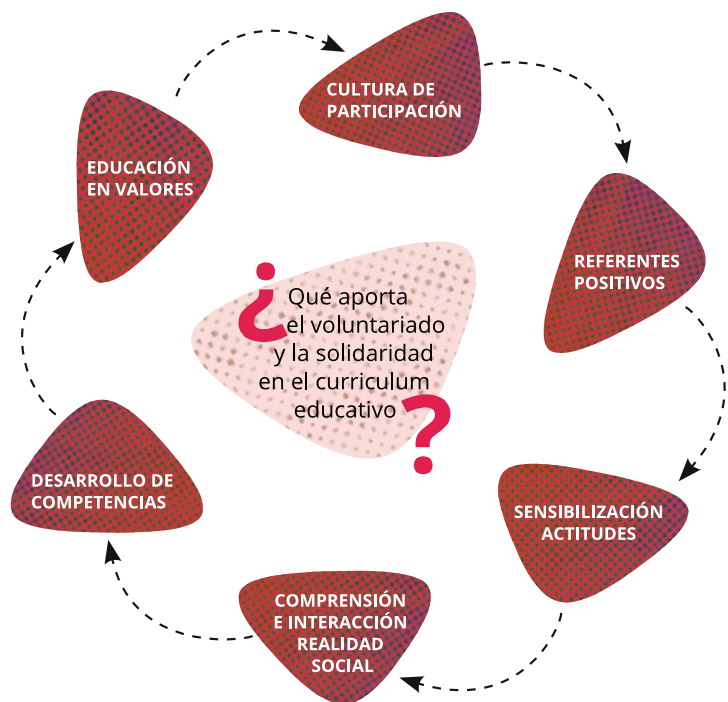 CULTURA DE
PARTICIPACIÓN
EDUCACIÓN
EN VALORES
REFERENTES
POSITIVOS
¿Qué aporta
el voluntariado
y la solidaridad
en el curriculum
educativo?
DESARROLLO DE
COMPETENCIAS
SENSIBILIZACIÓN
ACTITUDES
COMPRENSIÓN
E INTERACCIÓN
REALIDAD
SOCIAL